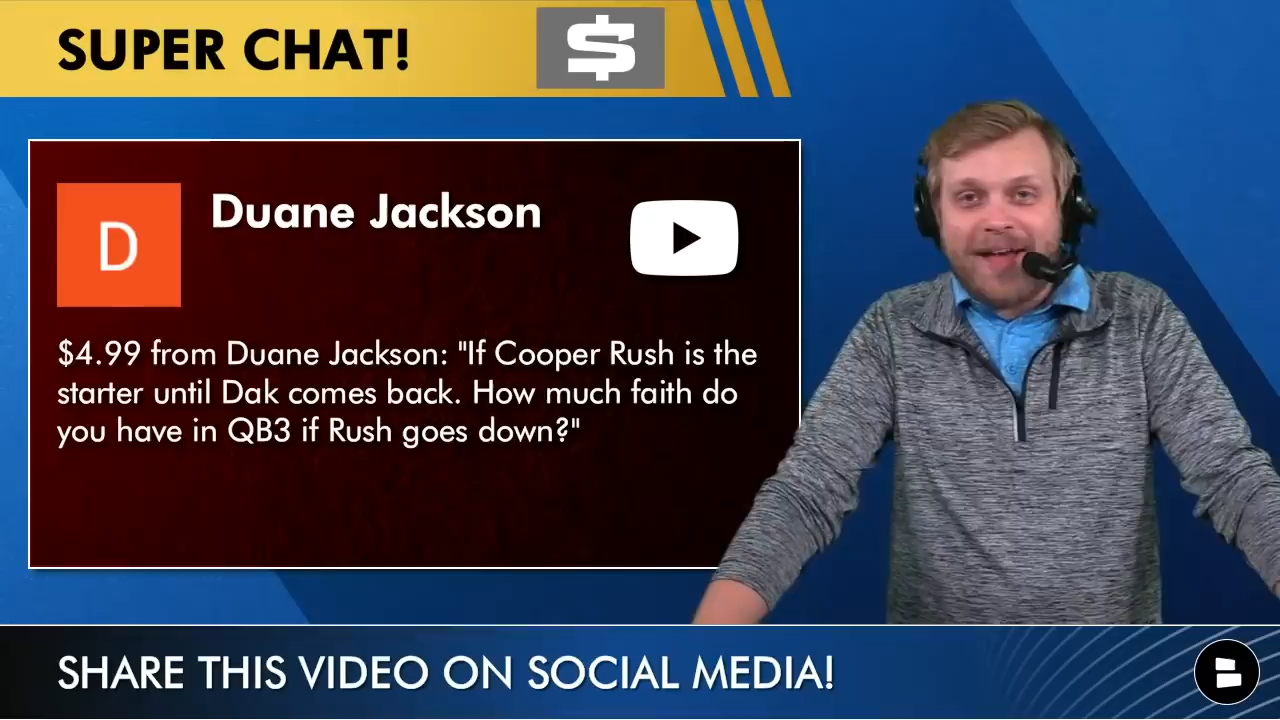 SUPER CHAT!
$
D
Duane Jackson
$4.99 from Duane Jackson: "If Cooper Rush is the
starter until Dak comes back. How much faith do
you have in QB3 if Rush goes down?"
SHARE THIS VIDEO ON SOCIAL MEDIA!